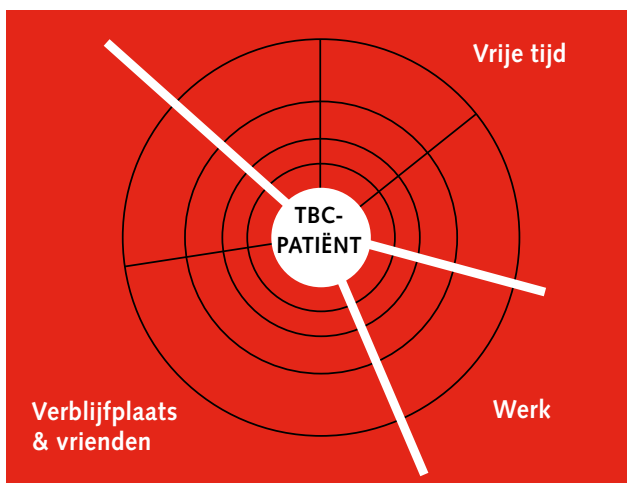 Vrije tijd
TBC-
PATIËNT
Verblijfplaats
& vrienden
Werk